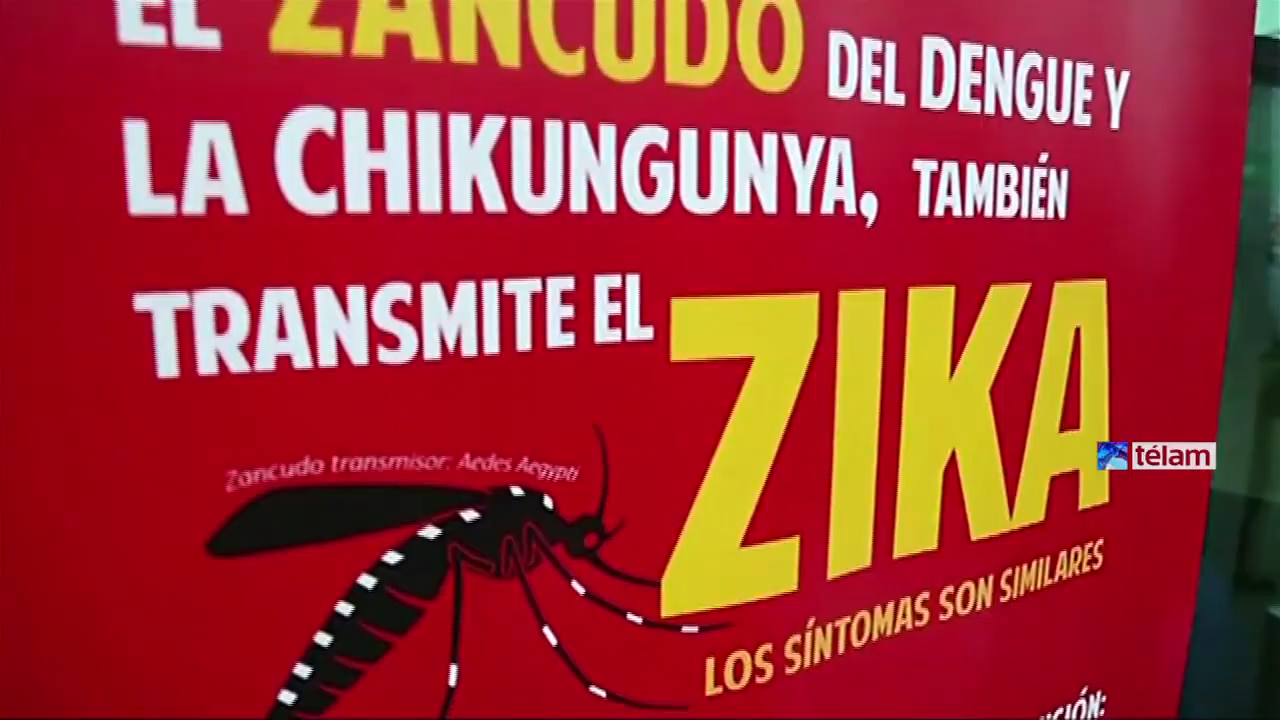 EL ZANCUDO DEL DENGUE Y
LA CHIKUNGUNYA, TAMBIÉN
TRANSMITE EL ZIKA
Zancudo transmisor: Aedes Aegypti
télam
LOS SÍNTOMAS SON SIMILARES